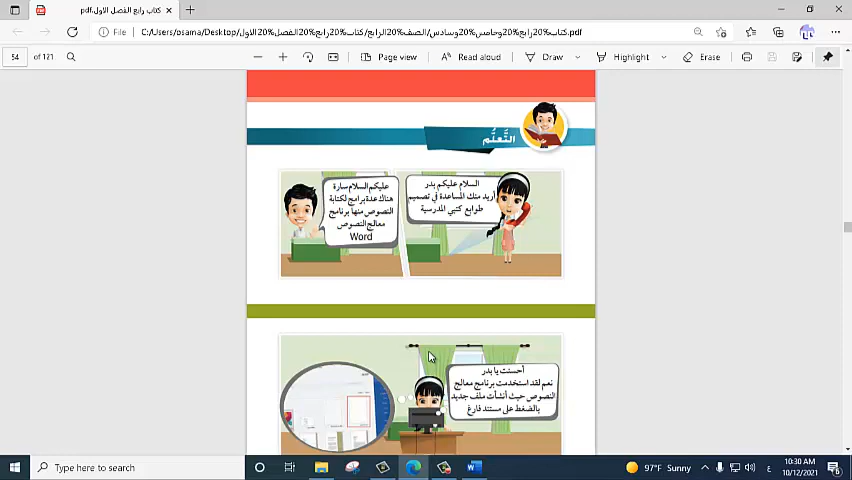 كتاب رابع الفصل الاول.pdf
File
C:/Users/osama/Desktop/كتاب%20رابع%20وخامس%20وسادس/الصف%20الرابع/كتاب%20رابع%20الفصل%20الاول.pdf
54 of 121
Page view
Read aloud
Draw
Highlight
Erase
التَّعلُّم
السلام عليكم بدر
أريد منك المساعدة في تصميم
طوابع كتبي المدرسية
عليكم السلام سارة
هناك عدة برامج لكتابة
النصوص منها برنامج
معالج النصوص
Word
أحسنت يا بدر
نعم لقد استخدمت برنامج معالج
النصوص حيث أنشأت ملف جديد
بالضغط على مستند فارغ
Type here to search
97°F Sunny
ع
10:30 AM
10/12/2021